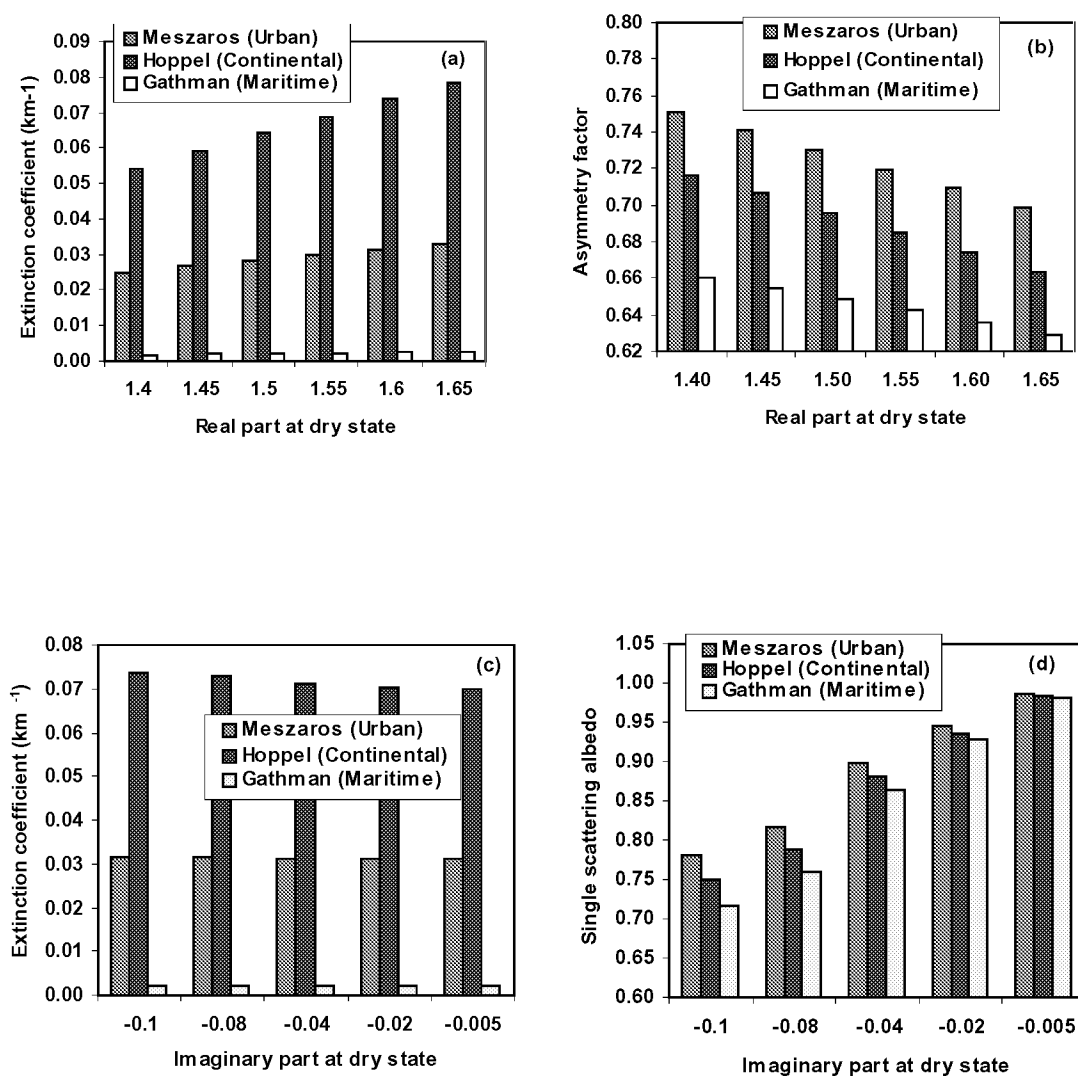 Meszaros (Urban)
Hoppel (Continental)
Gathman (Maritime)
(a)
Extinction coefficient (km-1)
0.09
0.08
0.07
0.06
0.05
0.04
0.03
0.02
0.01
0.00
1.4 1.45 1.5 1.55 1.6 1.65
Real part at dry state
Meszaros (Urban)
Hoppel (Continental)
Gathman (Maritime)
(b)
Asymmetry factor
0.80
0.78
0.76
0.74
0.72
0.70
0.68
0.66
0.64
0.62
1.40 1.45 1.50 1.55 1.60 1.65
Real part at dry state
(c)
Meszaros (Urban)
Hoppel (Continental)
Gathman (Maritime)
Extinction coefficient (km -1)
0.08
0.07
0.06
0.05
0.04
0.03
0.02
0.01
0.00
-0.1 -0.08 -0.04 -0.02 -0.005
Imaginary part at dry state
Meszaros (Urban)
Hoppel (Continental)
Gathman (Maritime)
(d)
Single scattering albedo
1.05
1.00
0.95
0.90
0.85
0.80
0.75
0.70
0.65
0.60
-0.1 -0.08 -0.04 -0.02 -0.005
Imaginary part at dry state